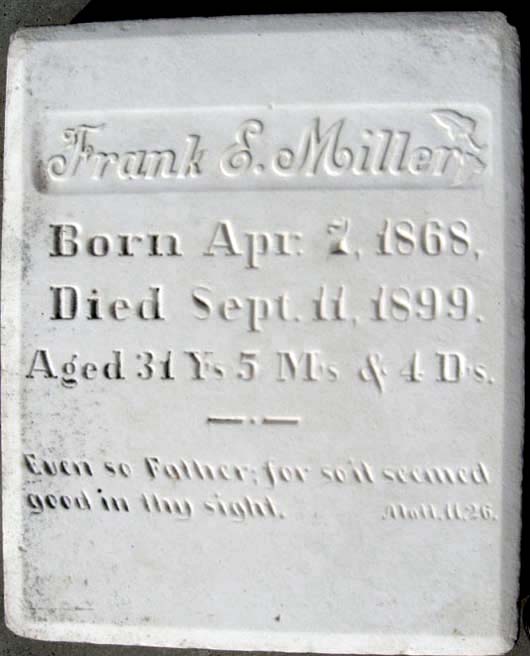 Frank E. Miller
Born Apr. 7, 1868,
Died Sept. 11, 1899.
Aged 31 Ys 5 Ms & 4 Ds.
Even so Father; for so it seemed
good in thy sight. Matt. 11.26.